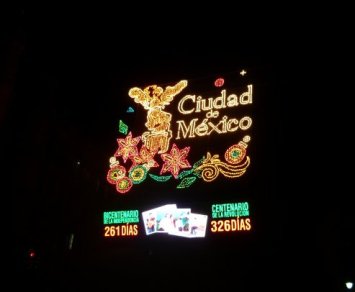 Ciudad
de
México
BICENTENARIO
DE LA INDEPENDENCIA
261 DÍAS
CENTENARIO
DE LA REVOLUCIÓN
326 DÍAS